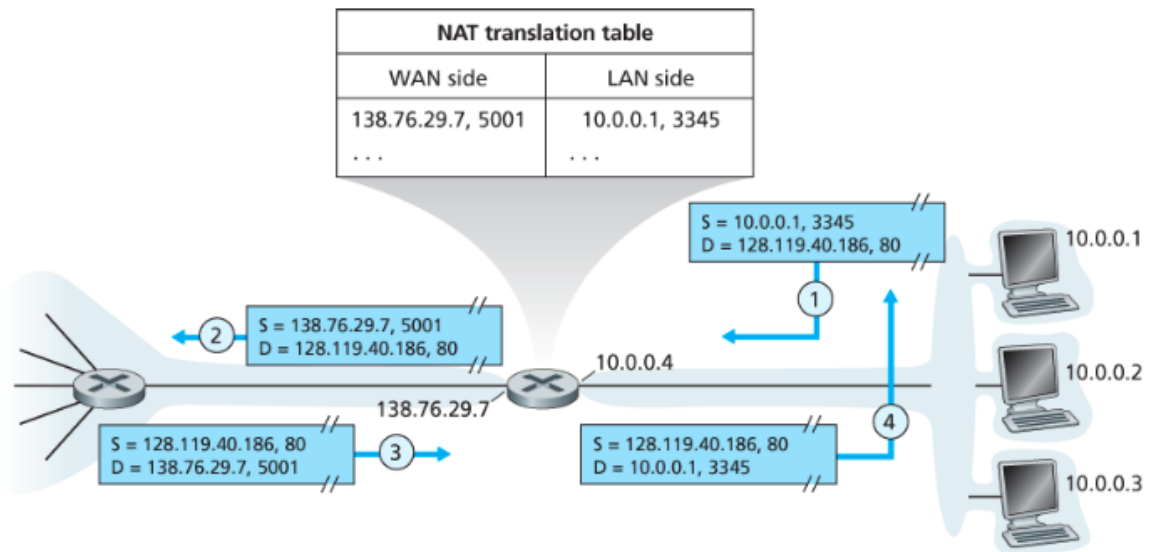 NAT translation table
WAN side
LAN side
138.76.29.7, 5001
10.0.0.1, 3345
. . .
. . .
S = 10.0.0.1, 3345
D = 128.119.40.186, 80
10.0.0.1
1
2
S = 138.76.29.7, 5001
D = 128.119.40.186, 80
10.0.0.4
10.0.0.2
138.76.29.7
S = 128.119.40.186, 80
D = 138.76.29.7, 5001
3
S = 128.119.40.186, 80
D = 10.0.0.1, 3345
4
10.0.0.3